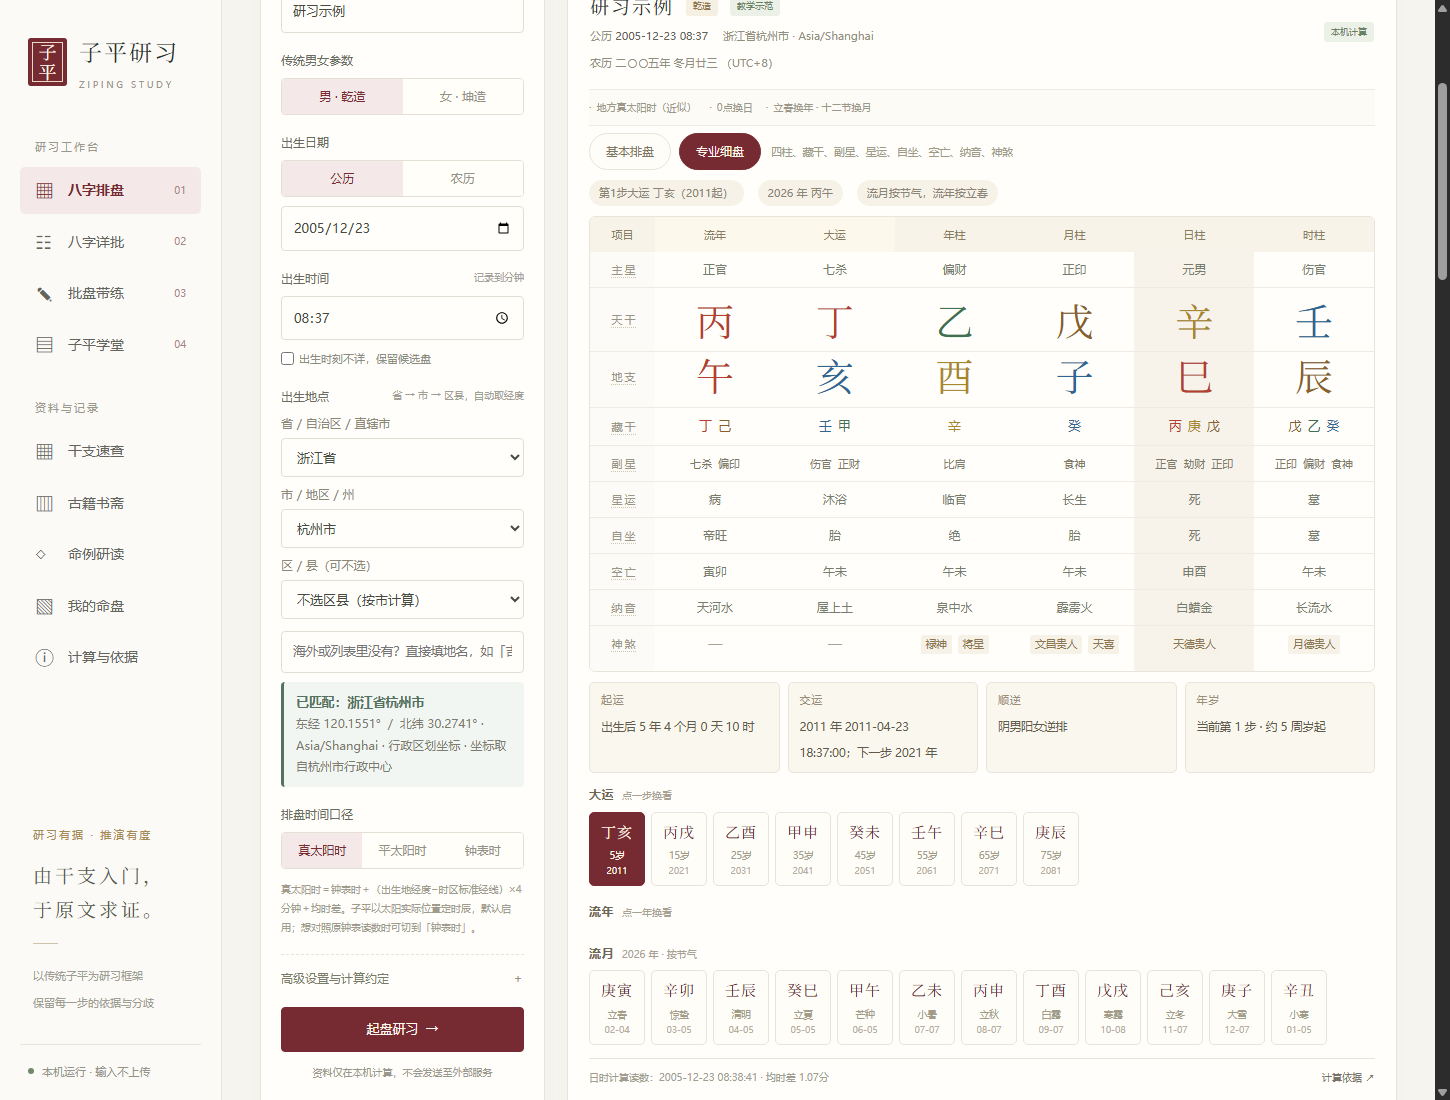 子平
子平研习
ZIPING STUDY
研习工作台
八字排盘 01
八字详批 02
批盘带练 03
子平学堂 04
资料与记录
干支速查
古籍书斋
命例研读
我的命盘
计算与依据
研习有据 · 推演有度
由干支入门，
于原文求证。
以传统子平为研习框架
保留每一步的依据与分歧
本机运行 · 输入不上传
研习示例
传统男女参数
男 · 乾造 女 · 坤造
出生日期
公历 农历
2005/12/23
出生时间 记录到分钟
08:37
出生时刻不详，保留候选盘
出生地点 省 → 市 → 区县，自动取经度
省 / 自治区 / 直辖市
浙江省
市 / 地区 / 州
杭州市
区 / 县（可不选）
不选区县（按市计算）
海外或列表里没有？直接填地名，如「吉
已匹配：浙江省杭州市
东经 120.1551° / 北纬 30.2741° ·
Asia/Shanghai · 行政区划坐标 · 坐标取
自杭州市行政中心
排盘时间口径
真太阳时 平太阳时 钟表时
真太阳时＝钟表时＋（出生地经度−时区标准经线）×4
分钟＋均时差。子平以太阳实际位置定时辰，默认启
用；想对照原钟表读数时可切到「钟表时」。
高级设置与计算约定 +
起盘研习 →
资料仅在本机计算，不会发送至外部服务
研习示例 乾造 教学示范
公历 2005-12-23 08:37 浙江省杭州市 · Asia/Shanghai 本机计算
农历 二〇〇五年 冬月廿三 （UTC+8）
· 地方真太阳时（近似） · 0点换日 · 立春换年 · 十二节换月
基本排盘 专业细盘 四柱、藏干、副星、星运、自坐、空亡、纳音、神煞
第1步大运 丁亥（2011起） 2026 年 丙午 流月按节气，流年按立春
项目 流年 大运 年柱 月柱 日柱 时柱
主星 正官 七杀 偏财 正印 元男 伤官
天干 丙 丁 乙 戊 辛 壬
地支 午 亥 酉 子 巳 辰
藏干 丁 己 壬 甲 辛 癸 丙 庚 戊 戊 乙 癸
副星 七杀 偏印 伤官 正财 比肩 食神 正官 劫财 正印 正印 偏财 食神
星运 病 沐浴 临官 长生 死 墓
自坐 帝旺 胎 绝 胎 死 墓
空亡 寅卯 午未 午未 午未 申酉 午未
纳音 天河水 屋上土 泉中水 霹雳火 白蜡金 长流水
神煞 — — 禄神 将星 文昌贵人 天喜 天德贵人 月德贵人
起运
出生后 5 年 4 个月 0 天 10 时
交运
2011 年 2011-04-23
18:37:00；下一步 2021 年
顺逆
阴男阳女逆排
年岁
当前第 1 步 · 约 5 周岁起
大运 点一步换看
丁亥 丙戌 乙酉 甲申 癸未 壬午 辛巳 庚辰
5岁 15岁 25岁 35岁 45岁 55岁 65岁 75岁
2011 2021 2031 2041 2051 2061 2071 2081
流年 点一年换看
流月 2026 年 · 按节气
庚寅 辛卯 壬辰 癸巳 甲午 乙未 丙申 丁酉 戊戌 己亥 庚子 辛丑
立春 惊蛰 清明 立夏 芒种 小暑 立秋 白露 寒露 立冬 大雪 小寒
02-04 03-05 04-05 05-05 06-05 07-07 08-07 09-07 10-08 11-07 12-07 01-05
日时计算读数：2005-12-23 08:38:41 · 均时差 1.07分 计算依据 ↗